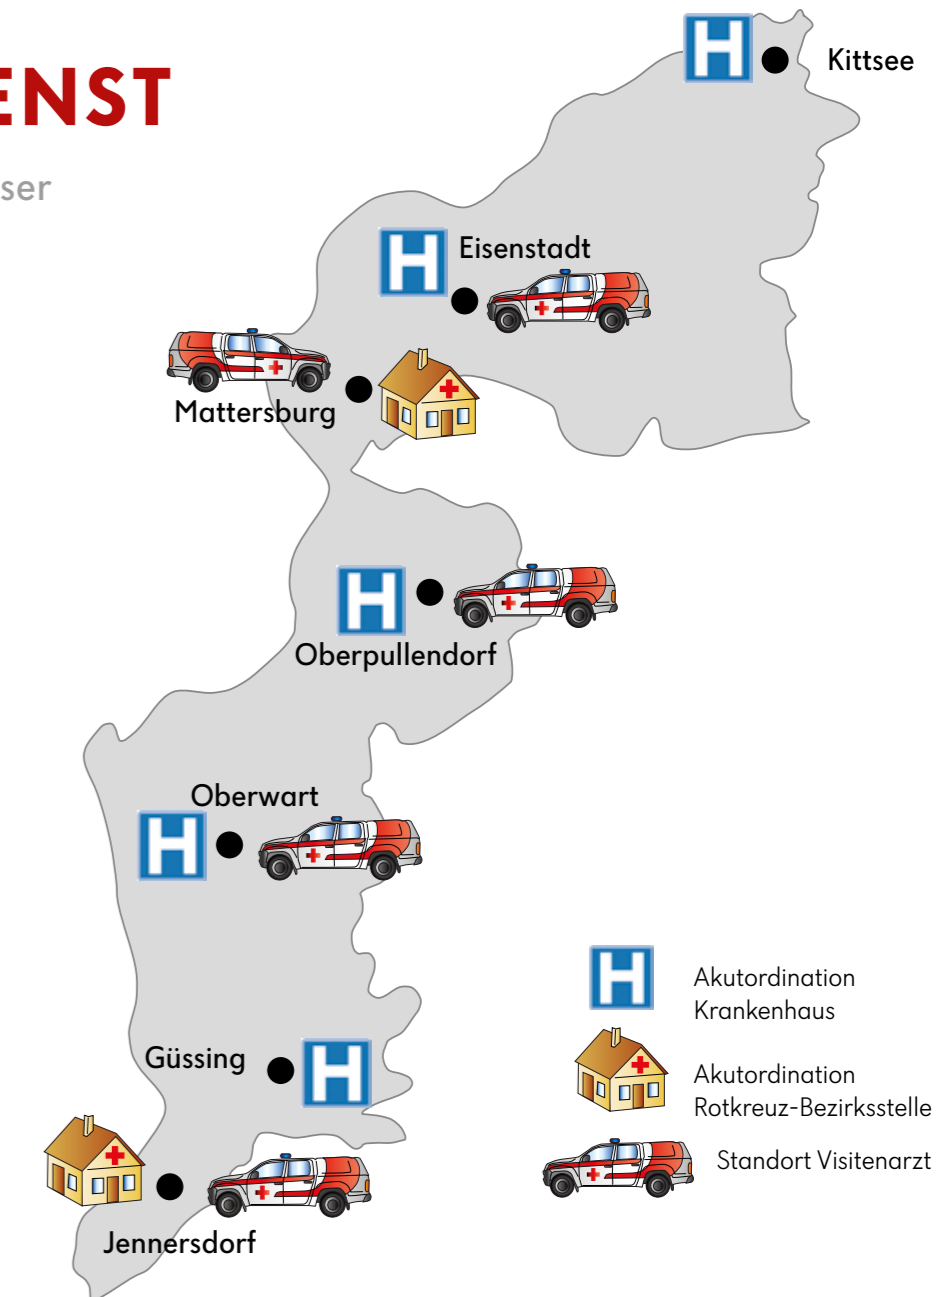 ENST
ser
Kittsee
Eisenstadt
Mattersburg
Oberpullendorf
Oberwart
Güssing
Jennersdorf
Akutordination
Krankenhaus
Akutordination
Rotkreuz-Bezirksstelle
Standort Visitenarzt